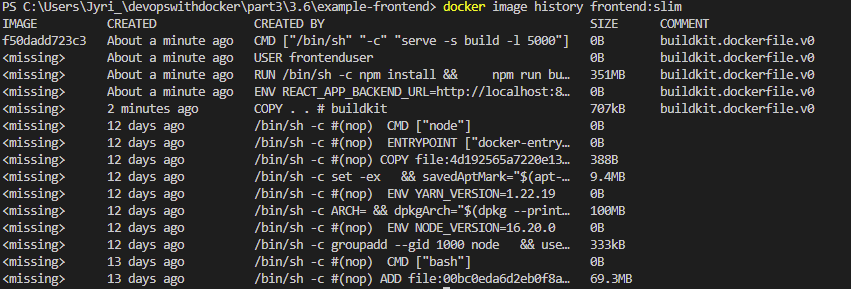 PS C:\Users\Jyri_\devopswithdocker\part3\3.6\example-frontend> docker image history frontend:slim
IMAGE CREATED CREATED BY SIZE COMMENT
f50dadd723c3 About a minute ago CMD ["/bin/sh" "-c" "serve -s build -l 5000"] 0B buildkit.dockerfile.v0
<missing> About a minute ago USER frontenduser 0B buildkit.dockerfile.v0
<missing> About a minute ago RUN /bin/sh -c npm install && npm run bu… 351MB buildkit.dockerfile.v0
<missing> About a minute ago ENV REACT_APP_BACKEND_URL=http://localhost:8… 0B buildkit.dockerfile.v0
<missing> 2 minutes ago COPY . . # buildkit 707kB buildkit.dockerfile.v0
<missing> 12 days ago /bin/sh -c #(nop) CMD ["node"] 0B
<missing> 12 days ago /bin/sh -c #(nop) ENTRYPOINT ["docker-entry… 0B
<missing> 12 days ago /bin/sh -c #(nop) COPY file:4d192565a7220e13… 388B
<missing> 12 days ago /bin/sh -c set -ex && savedAptMark="$(apt-… 9.4MB
<missing> 12 days ago /bin/sh -c #(nop) ENV YARN_VERSION=1.22.19 0B
<missing> 12 days ago /bin/sh -c ARCH= && dpkgArch="$(dpkg --print… 100MB
<missing> 12 days ago /bin/sh -c #(nop) ENV NODE_VERSION=16.20.0 0B
<missing> 12 days ago /bin/sh -c groupadd --gid 1000 node && use… 333kB
<missing> 13 days ago /bin/sh -c #(nop) CMD ["bash"] 0B
<missing> 13 days ago /bin/sh -c #(nop) ADD file:00bc0eda6d2eb0f8a… 69.3MB